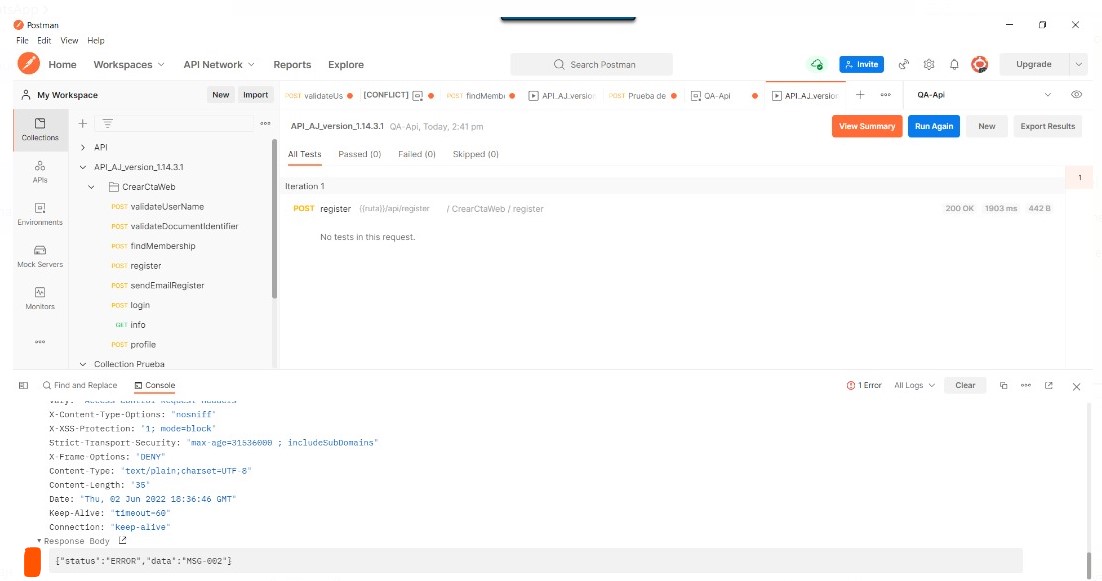 Postman
File Edit View Help
Home Workspaces API Network Reports Explore Search Postman Invite Upgrade
My Workspace New Import
POST validateUs [CONFLICT] POST findMemb API_AJ_version POST Prueba de QA-Api API_AJ_version QA-Api
Collections
APIs
Environments
Mock Servers
Monitors
API
API_AJ_version_1.14.3.1
CrearCtaWeb
POST validateUserName
POST validateDocumentIdentifier
POST findMembership
POST register
POST sendEmailRegister
POST login
GET info
POST profile
Collection Prueba
API_AJ_version_1.14.3.1 QA-Api, Today, 2:41 pm View Summary Run Again New Export Results
All Tests Passed (0) Failed (0) Skipped (0)
1
Iteration 1
POST register {{ruta}}/api/register / CrearCtaWeb / register 200 OK 1903 ms 442 B
No tests in this request.
Find and Replace Console 1 Error All Logs Clear
X-Content-Type-Options: "nosniff"
X-XSS-Protection: "1; mode=block"
Strict-Transport-Security: "max-age=31536000 ; includeSubDomains"
X-Frame-Options: "DENY"
Content-Type: "text/plain;charset=UTF-8"
Content-Length: "35"
Date: "Thu, 02 Jun 2022 18:36:46 GMT"
Keep-Alive: "timeout=60"
Connection: "keep-alive"
Response Body
{"status":"ERROR","data":"MSG-002"}